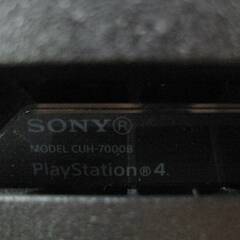 SONY®
MODEL CUH-7000B
PlayStation®4